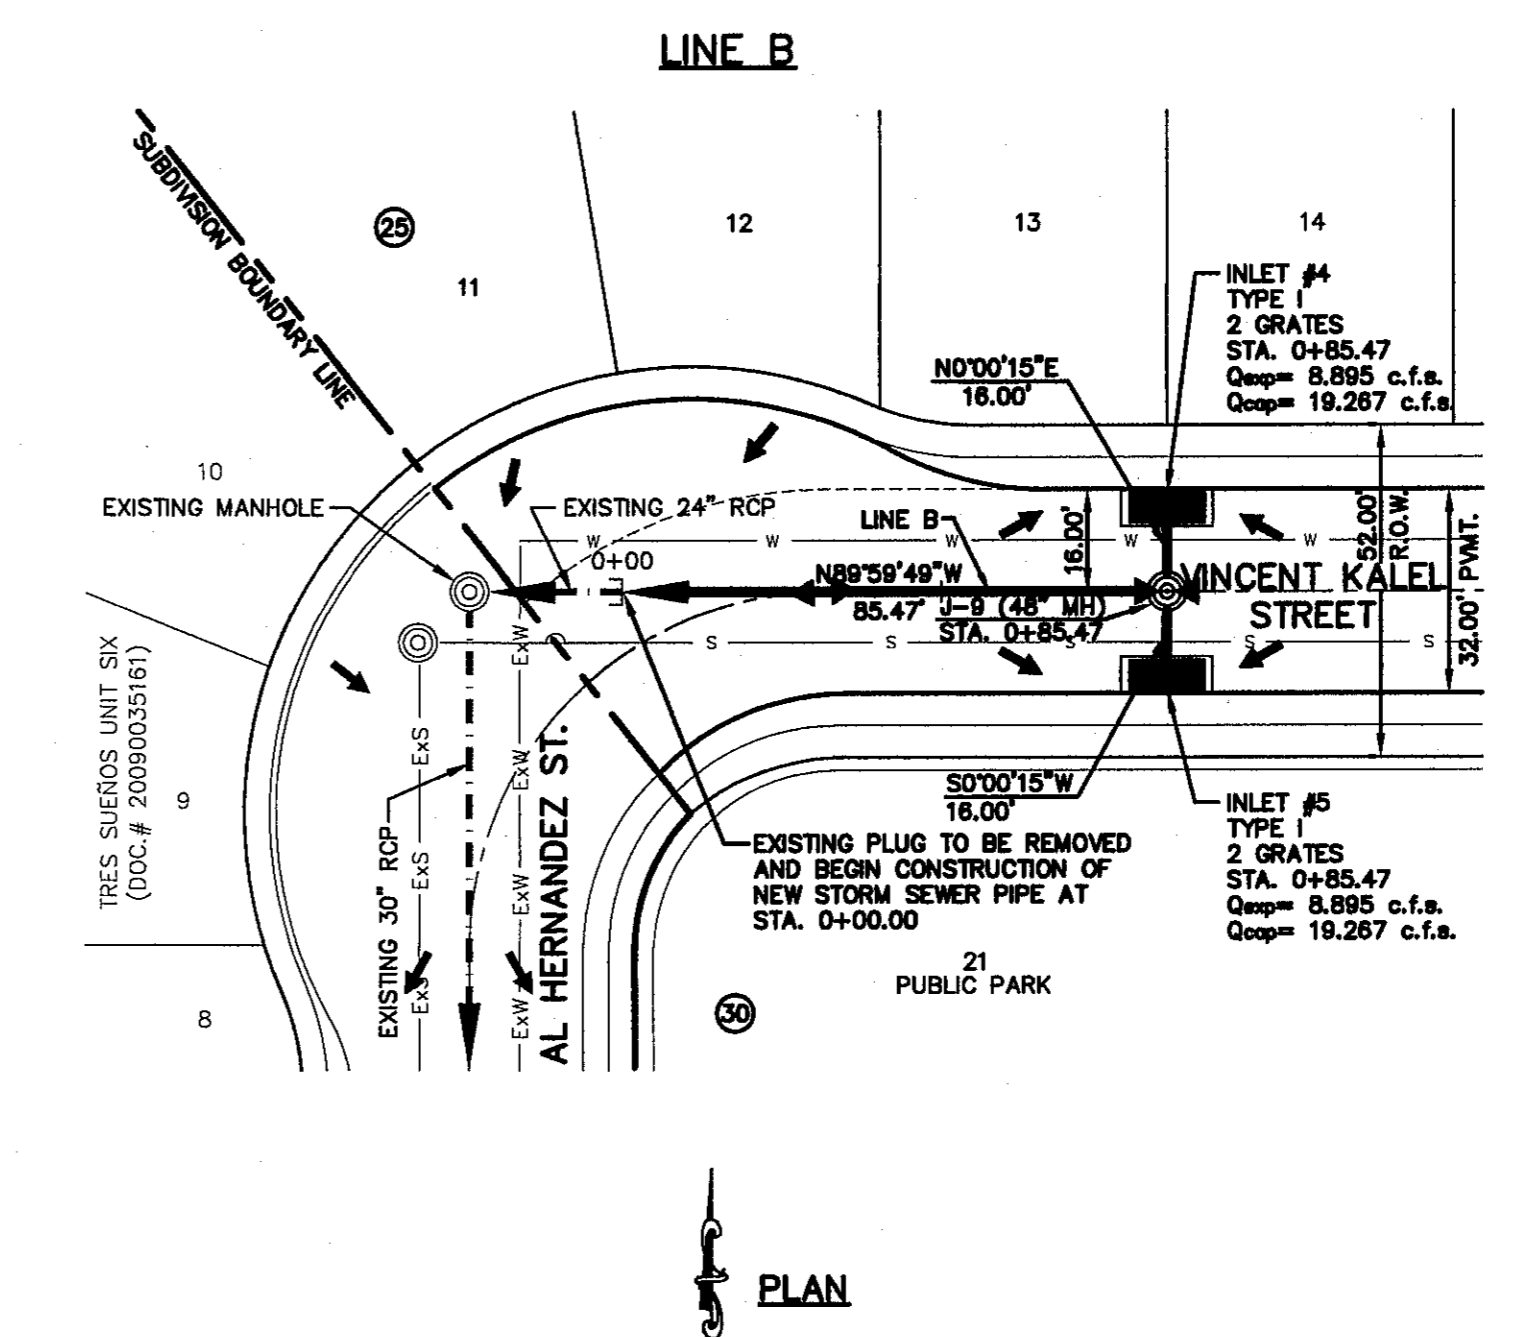 LINE B
SUBDIVISION BOUNDARY LINE
25
11
12
13
14
INLET #4
TYPE I
2 GRATES
STA. 0+85.47
Qexp= 8.895 c.f.s.
Qcap= 19.267 c.f.s.
N0°00'15"E
16.00'
10
EXISTING MANHOLE
EXISTING 24" RCP
LINE B
16.00'
52.00'
R.O.W.
32.00' PVMT.
W
W
W
W
0+00
N89°59'49"W
85.47'
J-9 (48" MH)
STA. 0+85.47
VINCENT KALEL
STREET
S
S
S
S
S
ExW
ExW
ExW
ExW
ExS
ExS
ExS
TRES SUEÑOS UNIT SIX
(DOC.# 20090035161)
9
8
EXISTING 30" RCP
AL HERNANDEZ ST.
S0°00'15"W
16.00'
EXISTING PLUG TO BE REMOVED
AND BEGIN CONSTRUCTION OF
NEW STORM SEWER PIPE AT
STA. 0+00.00
INLET #5
TYPE I
2 GRATES
STA. 0+85.47
Qexp= 8.895 c.f.s.
Qcap= 19.267 c.f.s.
21
PUBLIC PARK
30
PLAN